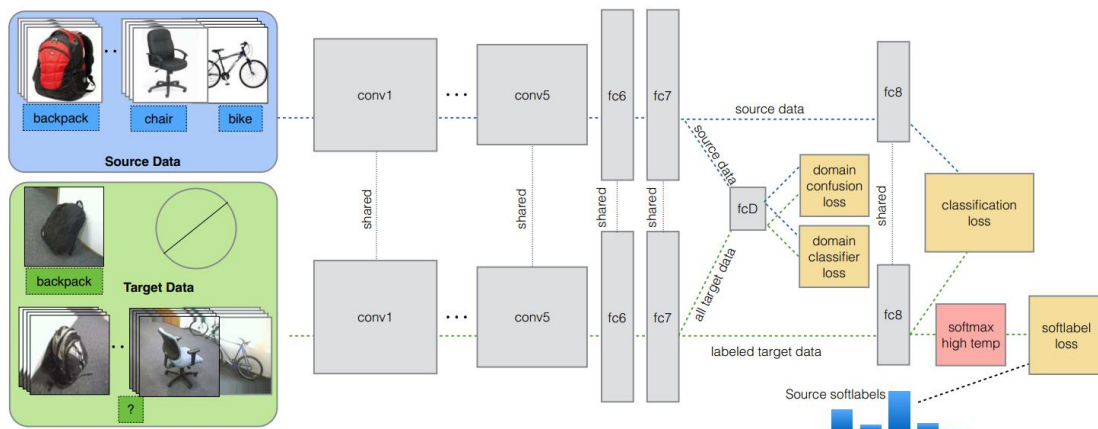 backpack
chair
bike
Source Data
backpack
Target Data
?
conv1
conv5
fc6
fc7
source data
fc8
shared
shared
shared
shared
source data
fcD
all target data
domain
confusion
loss
domain
classifier
loss
shared
classification
loss
conv1
conv5
fc6
fc7
labeled target data
fc8
softmax
high temp
softlabel
loss
Source softlabels